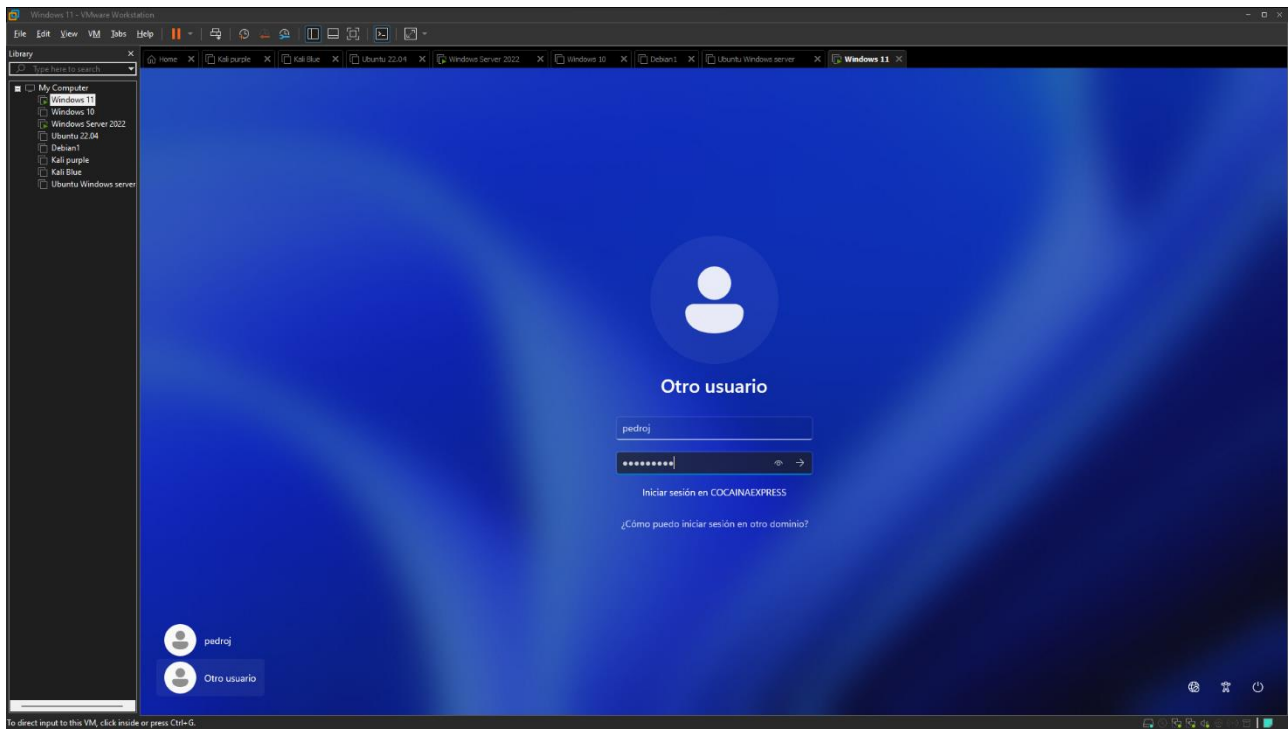 Windows 11 - VMware Workstation
File Edit View VM Tabs Help
Library
Type here to search
Home Kali purple Kali Blue Ubuntu 22.04 Windows Server 2022 Windows 10 Debian1 Ubuntu Windows server Windows 11
My Computer
Windows 11
Windows 10
Windows Server 2022
Ubuntu 22.04
Debian1
Kali purple
Kali Blue
Ubuntu Windows server
Otro usuario
pedroj
Iniciar sesión en COCAINAEXPRESS
¿Cómo puedo iniciar sesión en otro dominio?
pedroj
Otro usuario
To direct input to this VM, click inside or press Ctrl+G.